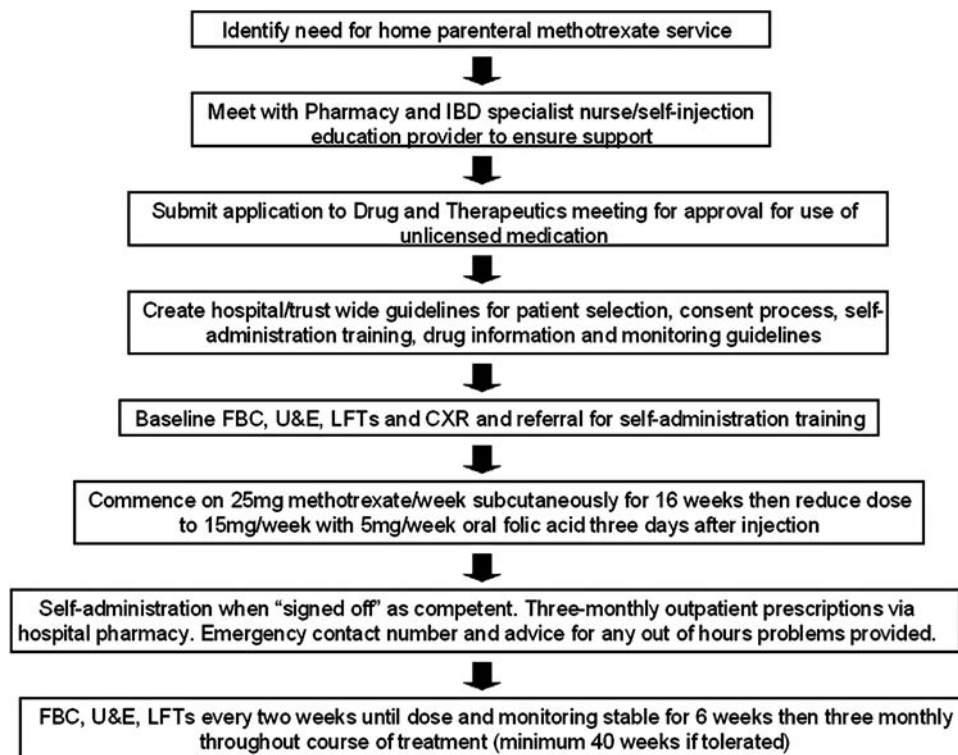 Identify need for home parenteral methotrexate service
Meet with Pharmacy and IBD specialist nurse/self-injection
education provider to ensure support
Submit application to Drug and Therapeutics meeting for approval for use of
unlicensed medication
Create hospital/trust wide guidelines for patient selection, consent process, self-
administration training, drug information and monitoring guidelines
Baseline FBC, U&E, LFTs and CXR and referral for self-administration training
Commence on 25mg methotrexate/week subcutaneously for 16 weeks then reduce dose
to 15mg/week with 5mg/week oral folic acid three days after injection
Self-administration when “signed off” as competent. Three-monthly outpatient prescriptions via
hospital pharmacy. Emergency contact number and advice for any out of hours problems provided.
FBC, U&E, LFTs every two weeks until dose and monitoring stable for 6 weeks then three monthly
throughout course of treatment (minimum 40 weeks if tolerated)